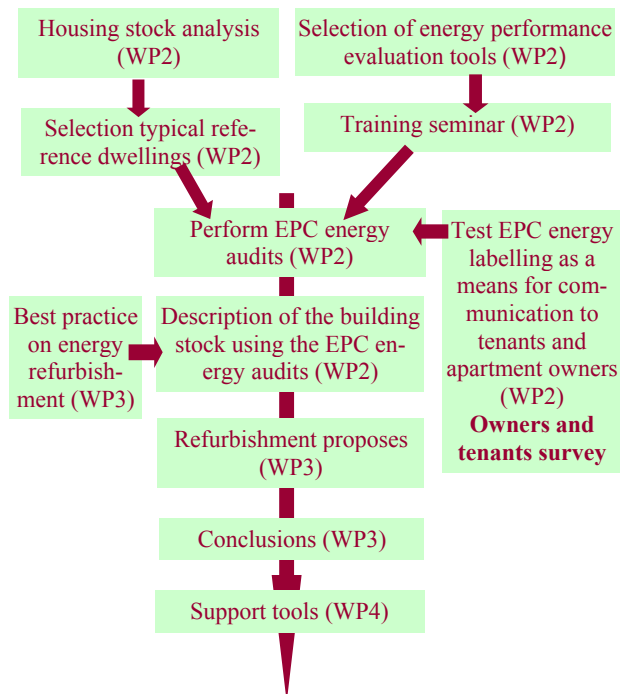 Housing stock analysis
(WP2)
Selection of energy performance
evaluation tools (WP2)
Selection typical refe-
rence dwellings (WP2)
Training seminar (WP2)
Perform EPC energy
audits (WP2)
Test EPC energy
labelling as a
means for com-
munication to
tenants and
apartment owners
(WP2)
Owners and
tenants survey
Best practice
on energy
refurbish-
ment (WP3)
Description of the building
stock using the EPC en-
ergy audits (WP2)
Refurbishment proposes
(WP3)
Conclusions (WP3)
Support tools (WP4)